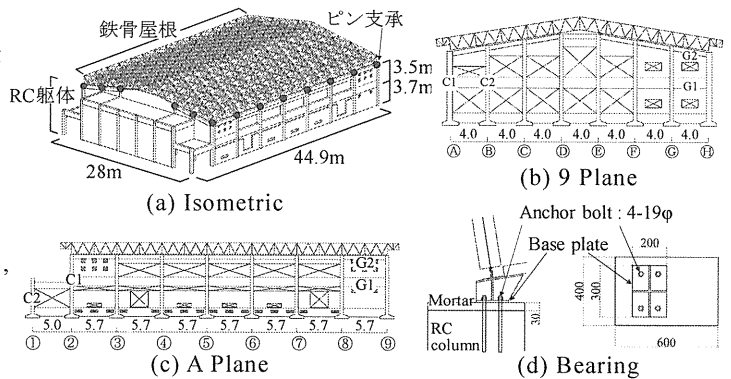 鉄骨屋根
ピン支承
RC躯体
3.5m
3.7m
28m
44.9m
(a) Isometric
G2
C1
C2
G1
4.0 4.0 4.0 4.0 4.0 4.0 4.0
Ⓐ Ⓑ Ⓒ Ⓓ Ⓔ Ⓕ Ⓖ Ⓗ
(b) 9 Plane
G2
C1
G1
C2
5.0 5.7 5.7 5.7 5.7 5.7 5.7 5.7
① ② ③ ④ ⑤ ⑥ ⑦ ⑧ ⑨
(c) A Plane
Anchor bolt : 4-19φ
Base plate
200
Mortar
RC
column
30
400
300
600
(d) Bearing
,